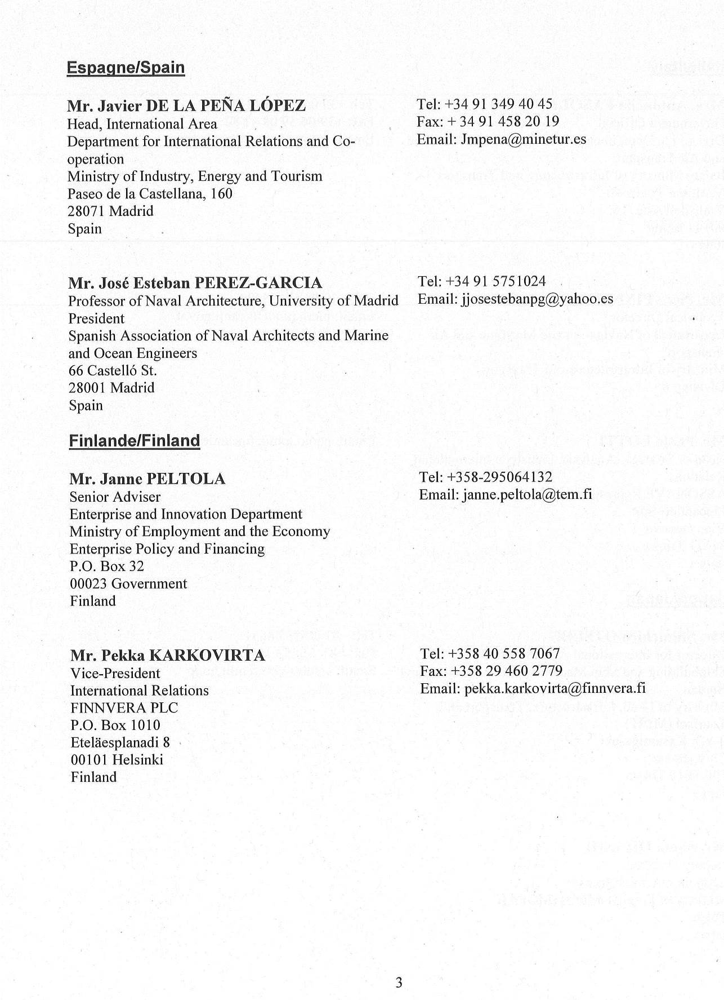 Espagne/Spain
Mr. Javier DE LA PEÑA LÓPEZ
Head, International Area
Department for International Relations and Co-
operation
Ministry of Industry, Energy and Tourism
Paseo de la Castellana, 160
28071 Madrid
Spain
Tel: +34 91 349 40 45
Fax: + 34 91 458 20 19
Email: Jmpena@minetur.es
Mr. José Esteban PEREZ-GARCIA
Professor of Naval Architecture, University of Madrid
President
Spanish Association of Naval Architects and Marine
and Ocean Engineers
66 Castelló St.
28001 Madrid
Spain
Tel: +34 91 5751024
Email: jjosestebanpg@yahoo.es
Finlande/Finland
Mr. Janne PELTOLA
Senior Adviser
Enterprise and Innovation Department
Ministry of Employment and the Economy
Enterprise Policy and Financing
P.O. Box 32
00023 Government
Finland
Tel: +358-295064132
Email: janne.peltola@tem.fi
Mr. Pekka KARKOVIRTA
Vice-President
International Relations
FINNVERA PLC
P.O. Box 1010
Eteläesplanadi 8
00101 Helsinki
Finland
Tel: +358 40 558 7067
Fax: +358 29 460 2779
Email: pekka.karkovirta@finnvera.fi
3